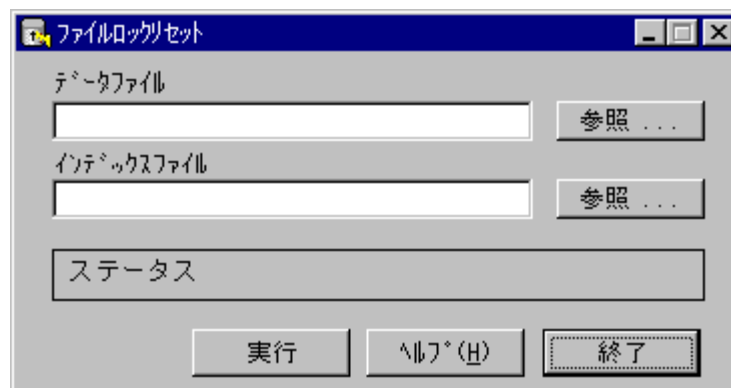 ﾌｧｲﾙﾛｯｸﾘｾｯﾄ
ﾃﾞｰﾀﾌｧｲﾙ
参照 ...
ｲﾝﾃﾞｯｸｽﾌｧｲﾙ
参照 ...
ステータス
実行 ﾍﾙﾌﾟ(H) 終了